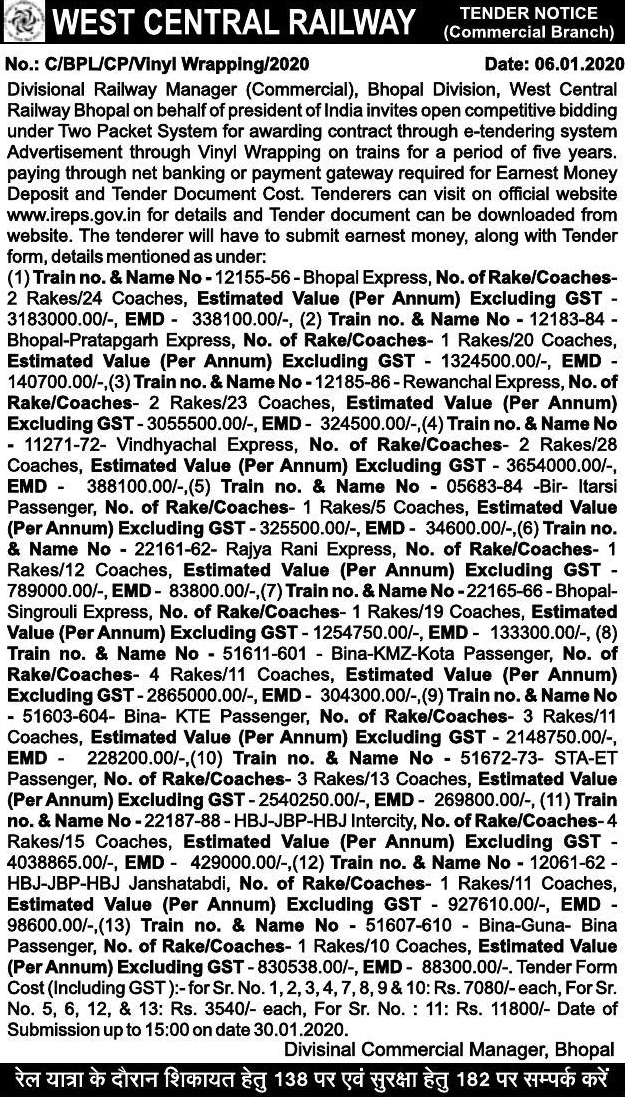 WEST CENTRAL RAILWAY
TENDER NOTICE
(Commercial Branch)
No.: C/BPL/CP/Vinyl Wrapping/2020 Date: 06.01.2020
Divisional Railway Manager (Commercial), Bhopal Division, West Central
Railway Bhopal on behalf of president of India invites open competitive bidding
under Two Packet System for awarding contract through e-tendering system
Advertisement through Vinyl Wrapping on trains for a period of five years.
paying through net banking or payment gateway required for Earnest Money
Deposit and Tender Document Cost. Tenderers can visit on official website
www.ireps.gov.in for details and Tender document can be downloaded from
website. The tenderer will have to submit earnest money, along with Tender
form, details mentioned as under:
(1) Train no. & Name No - 12155-56 - Bhopal Express, No. of Rake/Coaches-
2 Rakes/24 Coaches, Estimated Value (Per Annum) Excluding GST -
3183000.00/-, EMD - 338100.00/-, (2) Train no. & Name No - 12183-84 -
Bhopal-Pratapgarh Express, No. of Rake/Coaches- 1 Rakes/20 Coaches,
Estimated Value (Per Annum) Excluding GST - 1324500.00/-, EMD -
140700.00/-,(3) Train no. & Name No - 12185-86 - Rewanchal Express, No. of
Rake/Coaches- 2 Rakes/23 Coaches, Estimated Value (Per Annum)
Excluding GST - 3055500.00/-, EMD - 324500.00/-,(4) Train no. & Name No
- 11271-72- Vindhyachal Express, No. of Rake/Coaches- 2 Rakes/28
Coaches, Estimated Value (Per Annum) Excluding GST - 3654000.00/-,
EMD - 388100.00/-,(5) Train no. & Name No - 05683-84 -Bir- Itarsi
Passenger, No. of Rake/Coaches- 1 Rakes/5 Coaches, Estimated Value
(Per Annum) Excluding GST - 325500.00/-, EMD - 34600.00/-,(6) Train no.
& Name No - 22161-62- Rajya Rani Express, No. of Rake/Coaches- 1
Rakes/12 Coaches, Estimated Value (Per Annum) Excluding GST -
789000.00/-, EMD - 83800.00/-,(7) Train no. & Name No - 22165-66 - Bhopal-
Singrouli Express, No. of Rake/Coaches- 1 Rakes/19 Coaches, Estimated
Value (Per Annum) Excluding GST - 1254750.00/-, EMD - 133300.00/-, (8)
Train no. & Name No - 51611-601 - Bina-KMZ-Kota Passenger, No. of
Rake/Coaches- 4 Rakes/11 Coaches, Estimated Value (Per Annum)
Excluding GST - 2865000.00/-, EMD - 304300.00/-,(9) Train no. & Name No
- 51603-604- Bina- KTE Passenger, No. of Rake/Coaches- 3 Rakes/11
Coaches, Estimated Value (Per Annum) Excluding GST - 2148750.00/-,
EMD - 228200.00/-,(10) Train no. & Name No - 51672-73- STA-ET
Passenger, No. of Rake/Coaches- 3 Rakes/13 Coaches, Estimated Value
(Per Annum) Excluding GST - 2540250.00/-, EMD - 269800.00/-, (11) Train
no. & Name No - 22187-88 - HBJ-JBP-HBJ Intercity, No. of Rake/Coaches- 4
Rakes/15 Coaches, Estimated Value (Per Annum) Excluding GST -
4038865.00/-, EMD - 429000.00/-,(12) Train no. & Name No - 12061-62 -
HBJ-JBP-HBJ Janshatabdi, No. of Rake/Coaches- 1 Rakes/11 Coaches,
Estimated Value (Per Annum) Excluding GST - 927610.00/-, EMD -
98600.00/-,(13) Train no. & Name No - 51607-610 - Bina-Guna- Bina
Passenger, No. of Rake/Coaches- 1 Rakes/10 Coaches, Estimated Value
(Per Annum) Excluding GST - 830538.00/-, EMD - 88300.00/-. Tender Form
Cost (Including GST ):- for Sr. No. 1, 2, 3, 4, 7, 8, 9 & 10: Rs. 7080/- each, For Sr.
No. 5, 6, 12, & 13: Rs. 3540/- each, For Sr. No. : 11: Rs. 11800/- Date of
Submission up to 15:00 on date 30.01.2020.
Divisinal Commercial Manager, Bhopal
रेल यात्रा के दौरान शिकायत हेतु 138 पर एवं सुरक्षा हेतु 182 पर सम्पर्क करें